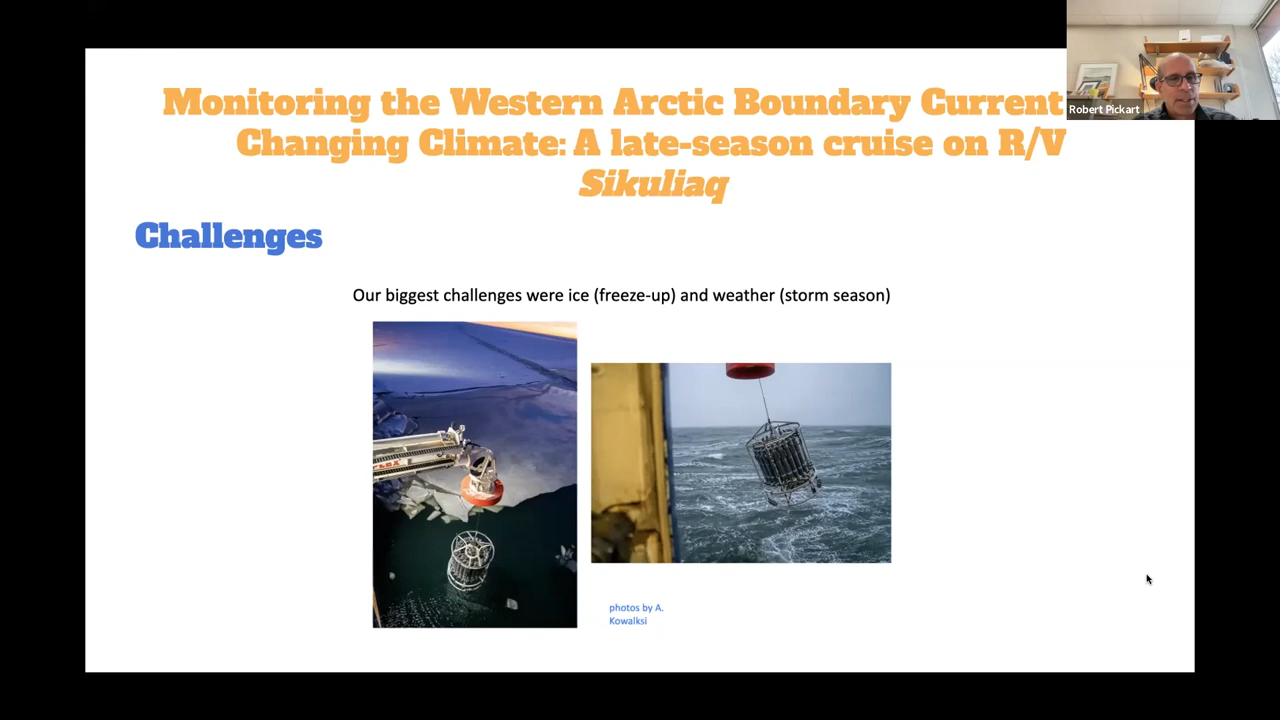 Monitoring the Western Arctic Boundary Current
Changing Climate: A late-season cruise on R/V
Sikuliaq
Robert Pickart
Challenges
Our biggest challenges were ice (freeze-up) and weather (storm season)
photos by A.
Kowalksi